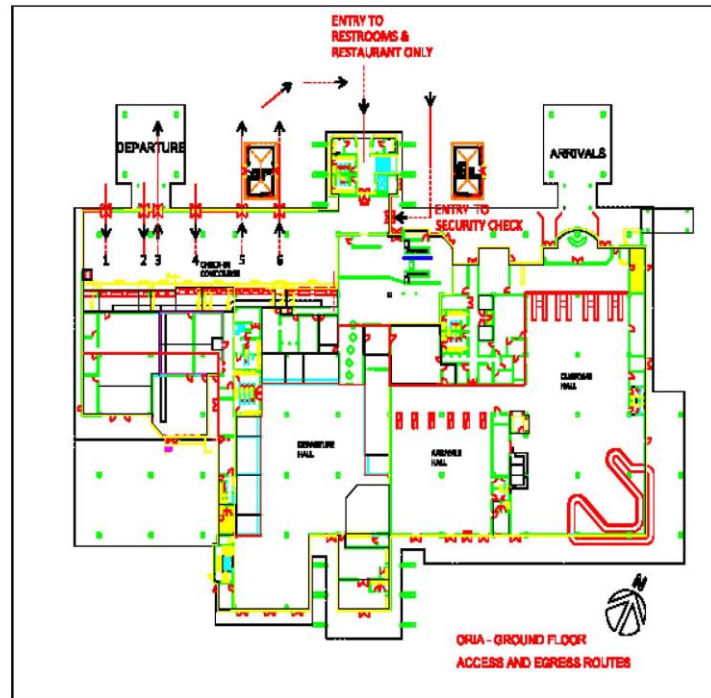 ENTRY TO
RESTROOMS &
RESTAURANT ONLY
DEPARTURE
ARRIVALS
ENTRY TO
SECURITY CHECK
1
2
3
4
5
6
CHECK-IN
CONCOURSE
CUSTOMS
HALL
DEPARTURE
HALL
ARRIVALS
HALL
N
ORIA - GROUND FLOOR
ACCESS AND EGRESS ROUTES